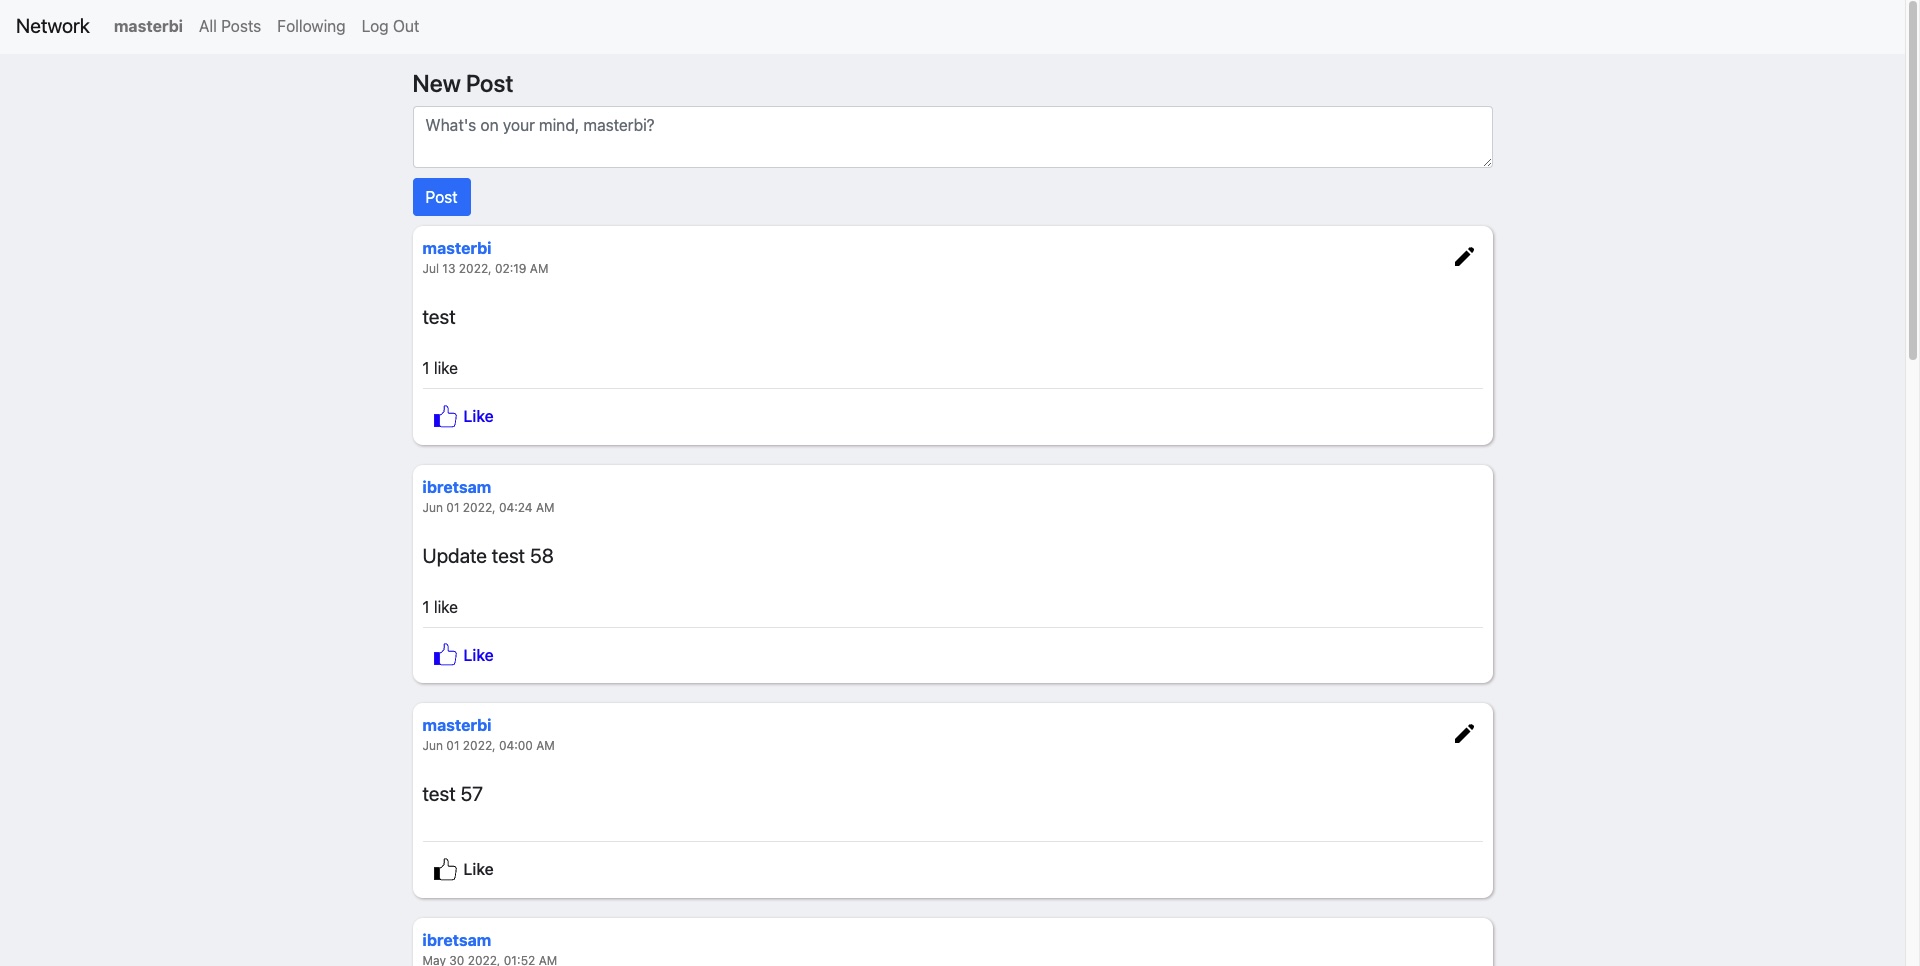 Network masterbi All Posts Following Log Out
New Post
What's on your mind, masterbi?
Post
masterbi
Jul 13 2022, 02:19 AM
test
1 like
Like
ibretsam
Jun 01 2022, 04:24 AM
Update test 58
1 like
Like
masterbi
Jun 01 2022, 04:00 AM
test 57
Like
ibretsam
May 30 2022, 01:52 AM